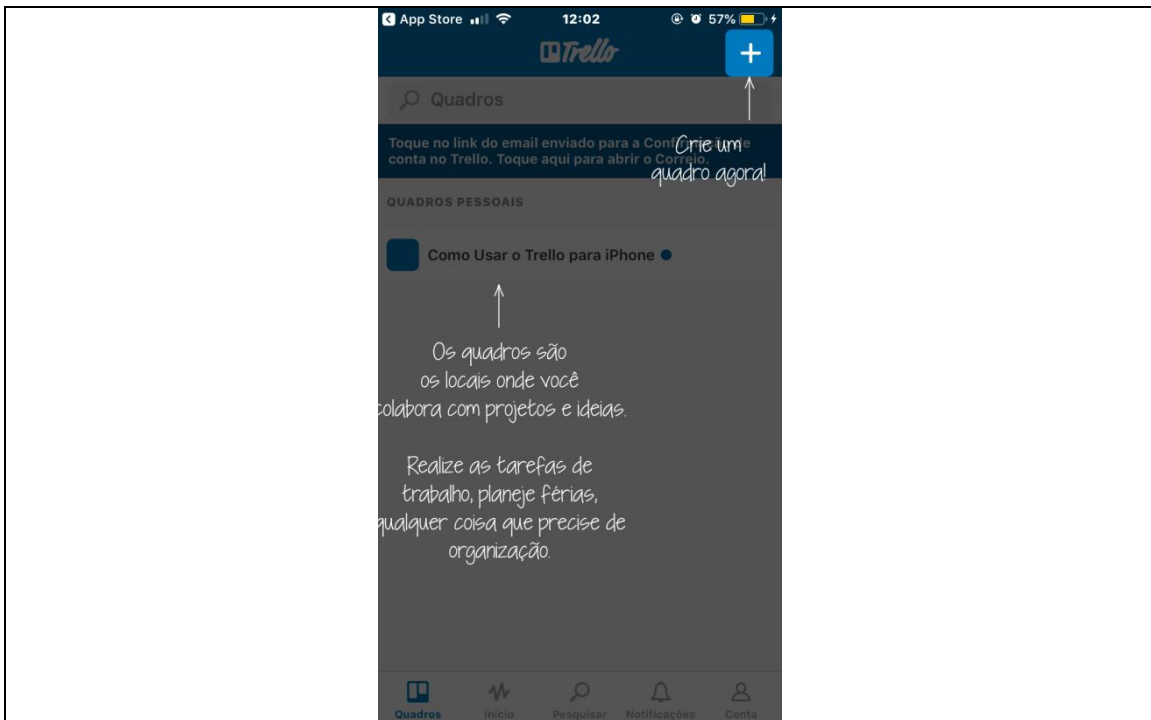 App Store 12:02 57%
Trello
Quadros
Toque no link do email enviado para a Confirmação de
conta no Trello. Toque aqui para abrir o Correio.
Crie um
quadro agora!
QUADROS PESSOAIS
Como Usar o Trello para iPhone
Os quadros são
os locais onde você
colabora com projetos e ideias.
Realize as tarefas de
trabalho, planeje férias,
qualquer coisa que precise de
organização.
Quadros Início Pesquisar Notificações Conta